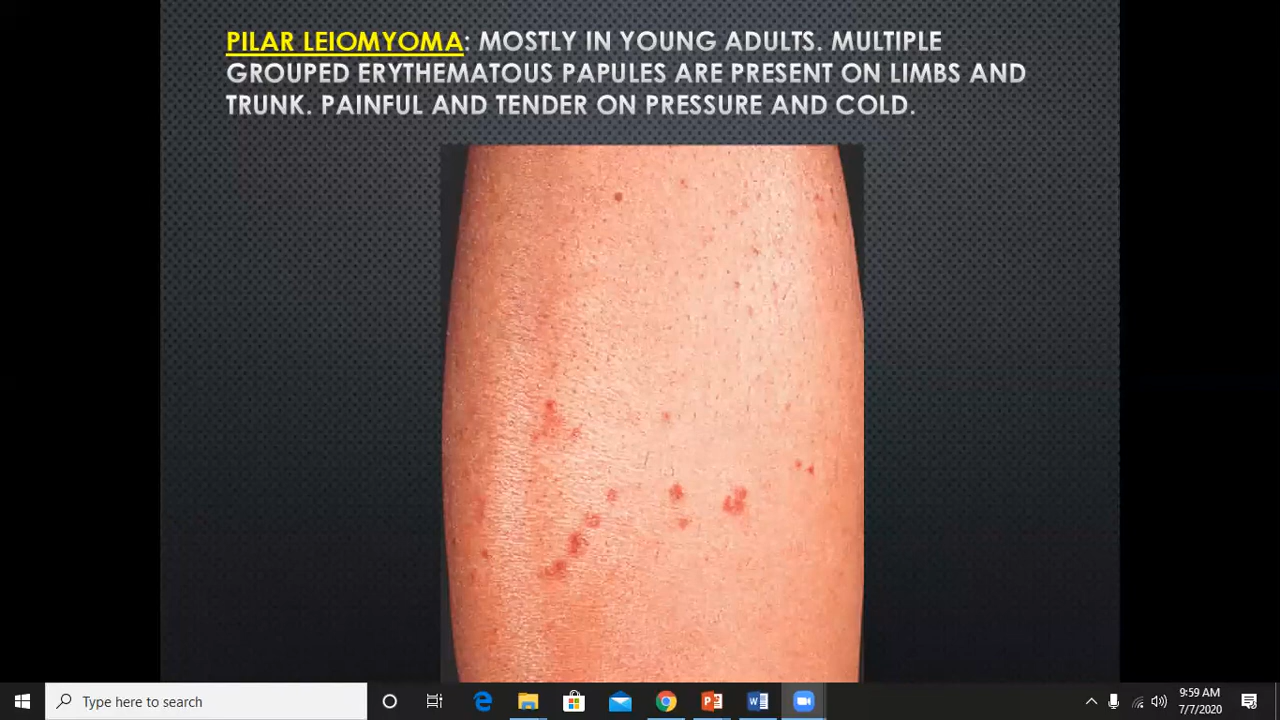 PILAR LEIOMYOMA: MOSTLY IN YOUNG ADULTS. MULTIPLE
GROUPED ERYTHEMATOUS PAPULES ARE PRESENT ON LIMBS AND
TRUNK. PAINFUL AND TENDER ON PRESSURE AND COLD.
Type here to search
9:59 AM
7/7/2020